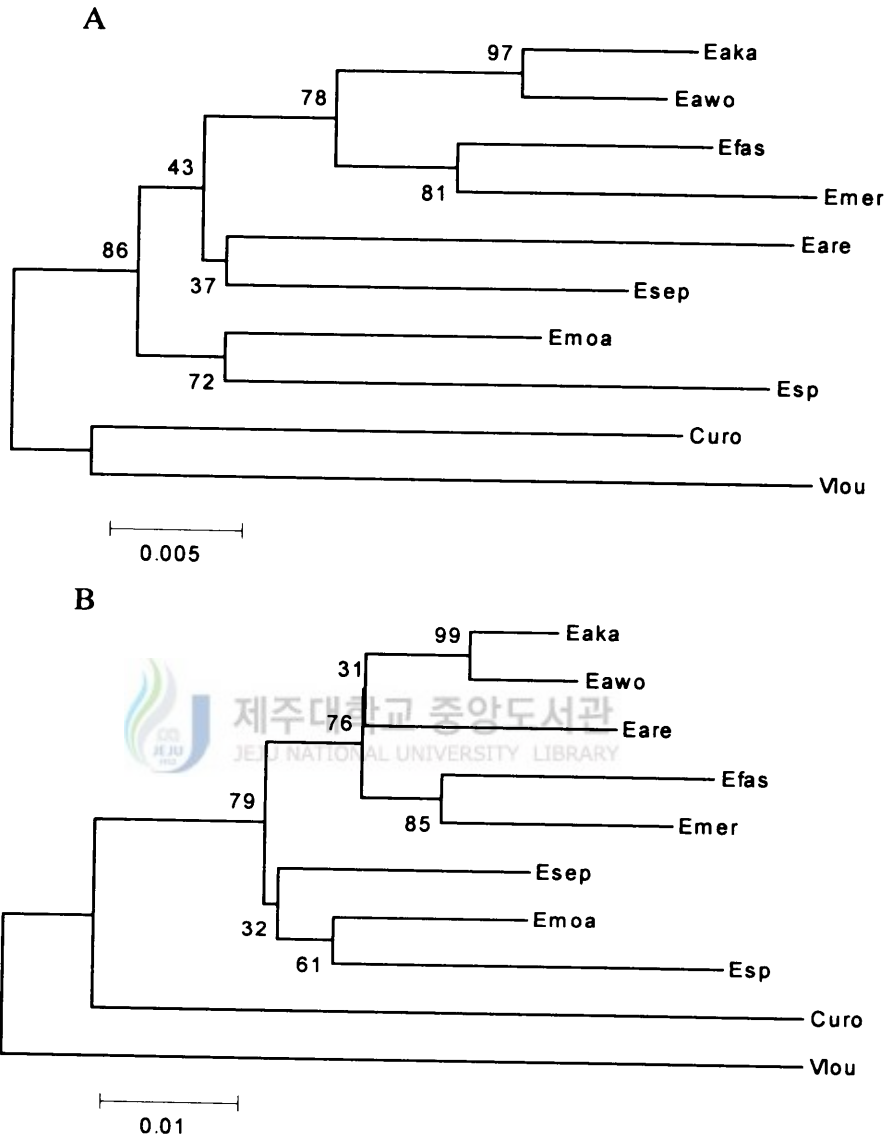 A
97
Eaka
78
Eawo
Efas
43
81
Emer
86
Eare
37
Esep
Emoa
72
Esp
Curo
Vlou
0.005
B
99
Eaka
31
Eawo
76
Eare
제주대학교 중앙도서관
JEJU NATIONAL UNIVERSITY LIBRARY
JEJU
1952
Efas
79
85
Emer
Esep
32
Emoa
61
Esp
Curo
Vlou
0.01